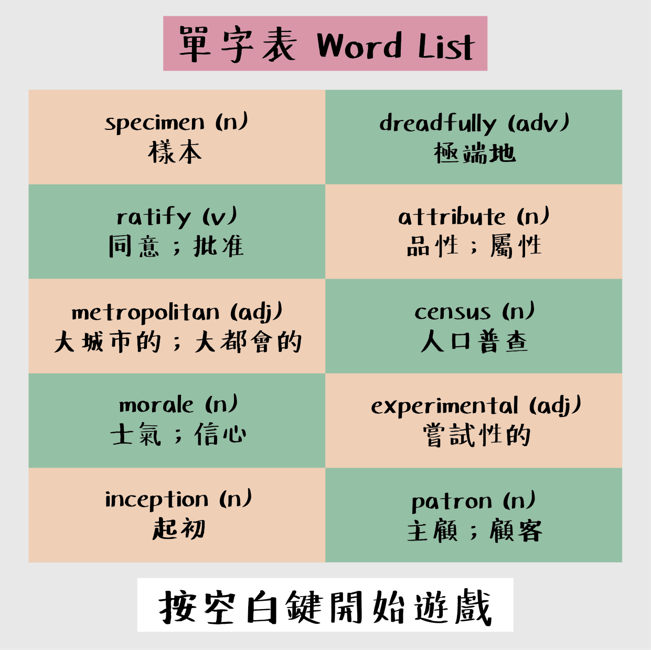 單字表 Word List
specimen (n)
樣本
dreadfully (adv)
極端地
ratify (v)
同意；批准
attribute (n)
品性；屬性
metropolitan (adj)
大城市的；大都會的
census (n)
人口普查
morale (n)
士氣；信心
experimental (adj)
嘗試性的
inception (n)
起初
patron (n)
主顧；顧客
按空白鍵開始遊戲